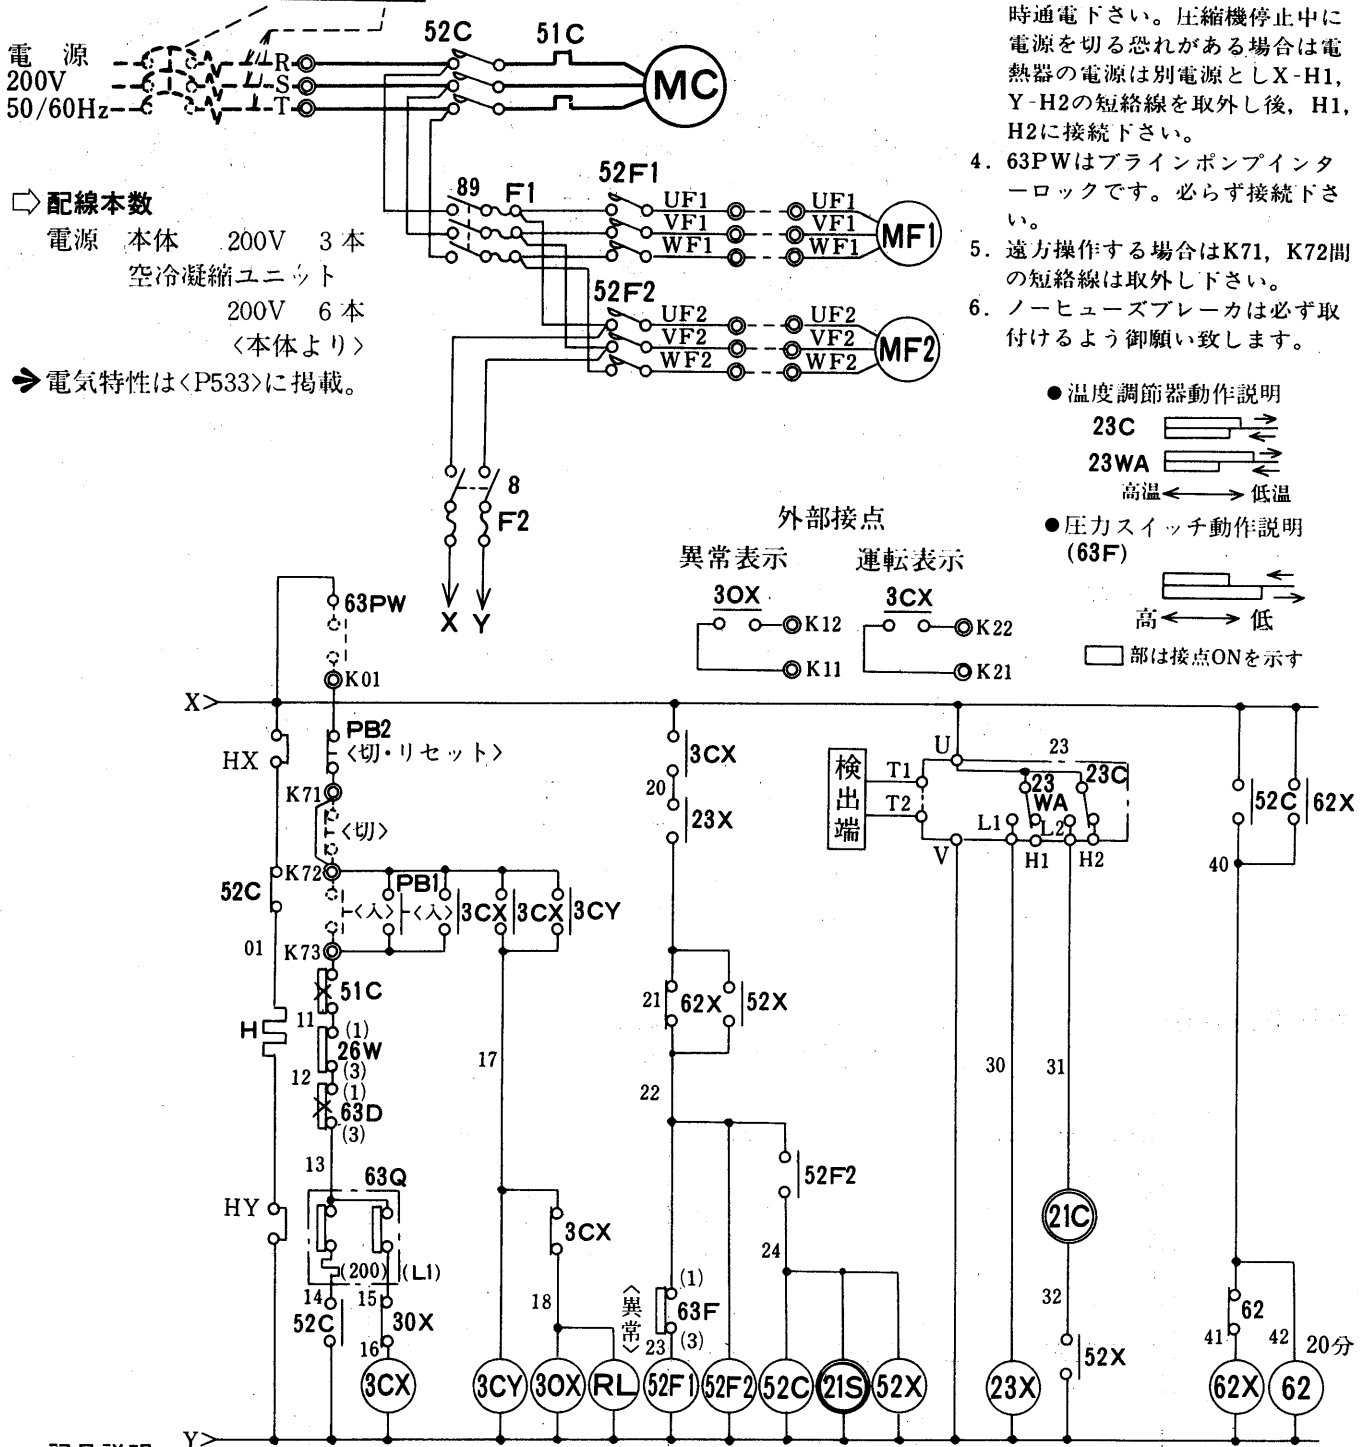 52C
51C
電 源
200V
50/60Hz
R
S
T
MC
時通電下さい。圧縮機停止中に
電源を切る恐れがある場合は電
熱器の電源は別電源としX-H1,
Y-H2の短絡線を取外し後, H1,
H2に接続下さい。
4. 63PWはブラインポンプインタ
ーロックです。必らず接続下さ
い。
5. 遠方操作する場合はK71, K72間
の短絡線は取外し下さい。
6. ノーヒューズブレーカは必ず取
付けるよう御願い致します。
⇨配線本数
電源 本体 200V 3本
空冷凝縮ユニット
200V 6本
〈本体より〉
➔電気特性は〈P533〉に掲載。
89
F1
52F1
UF1
VF1
WF1
UF1
VF1
WF1
MF1
52F2
UF2
VF2
WF2
UF2
VF2
WF2
MF2
8
F2
X Y
●温度調節器動作説明
23C
23WA
高温 低温
●圧力スイッチ動作説明
(63F)
高 低
部は接点ONを示す
外部接点
異常表示 運転表示
30X
K12
K11
3CX
K22
K21
63PW
K01
X
HX
PB2
〈切・リセット〉
K71
〈切〉
K72
52C
PB1
〈入〉
〈入〉
3CX
3CX
3CY
01
K73
51C
H
11
(1)
26W
(3)
12
(1)
63D
(3)
13
63Q
HY
(200)
(L1)
14
15
52C
30X
16
3CX
17
3CX
18
3CY
30X
RL
3CX
20
23X
21
62X
52X
22
52F2
24
〈異常〉
(1)
63F
23
(3)
52F1
52F2
52C
21S
52X
検出端
T1
T2
U
V
23
23
WA
23C
L1
H1
L2
H2
30
31
21C
32
52X
23X
52C
62X
40
62
41
42
20分
62X
62
Y